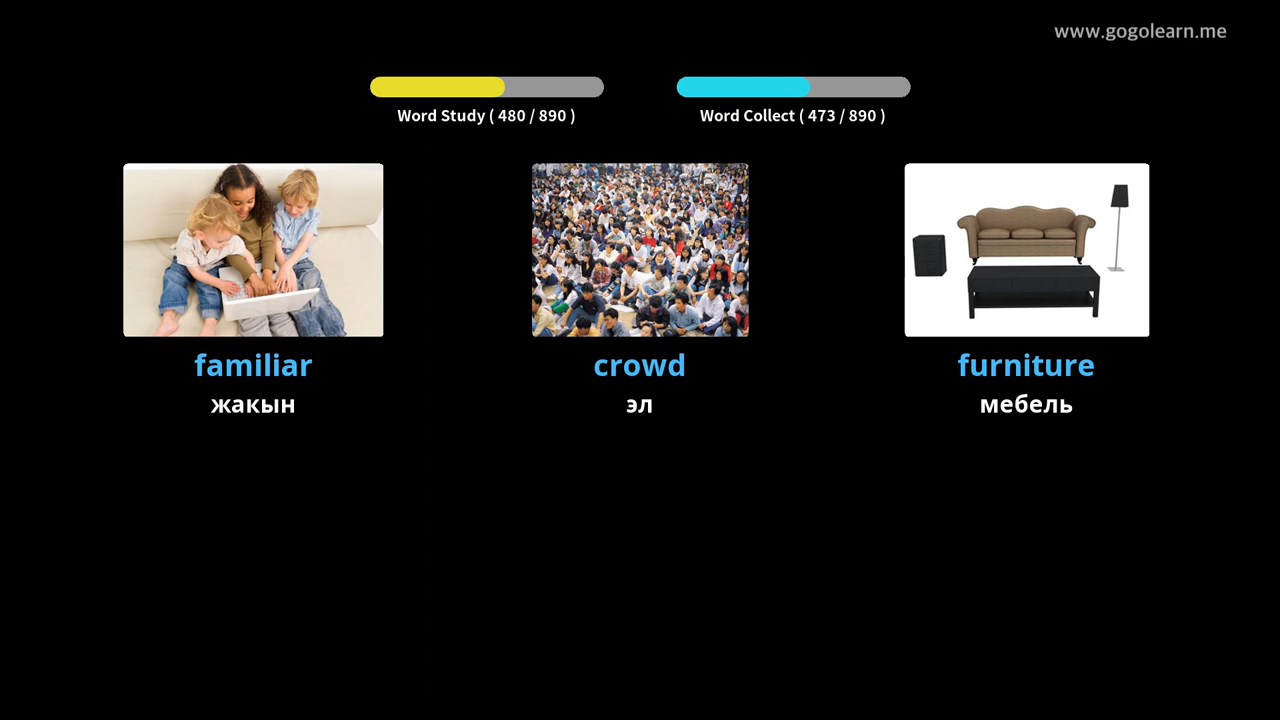 www.gogolearn.me
Word Study ( 480 / 890 )
Word Collect ( 473 / 890 )
familiar
жакын
crowd
эл
furniture
мебель